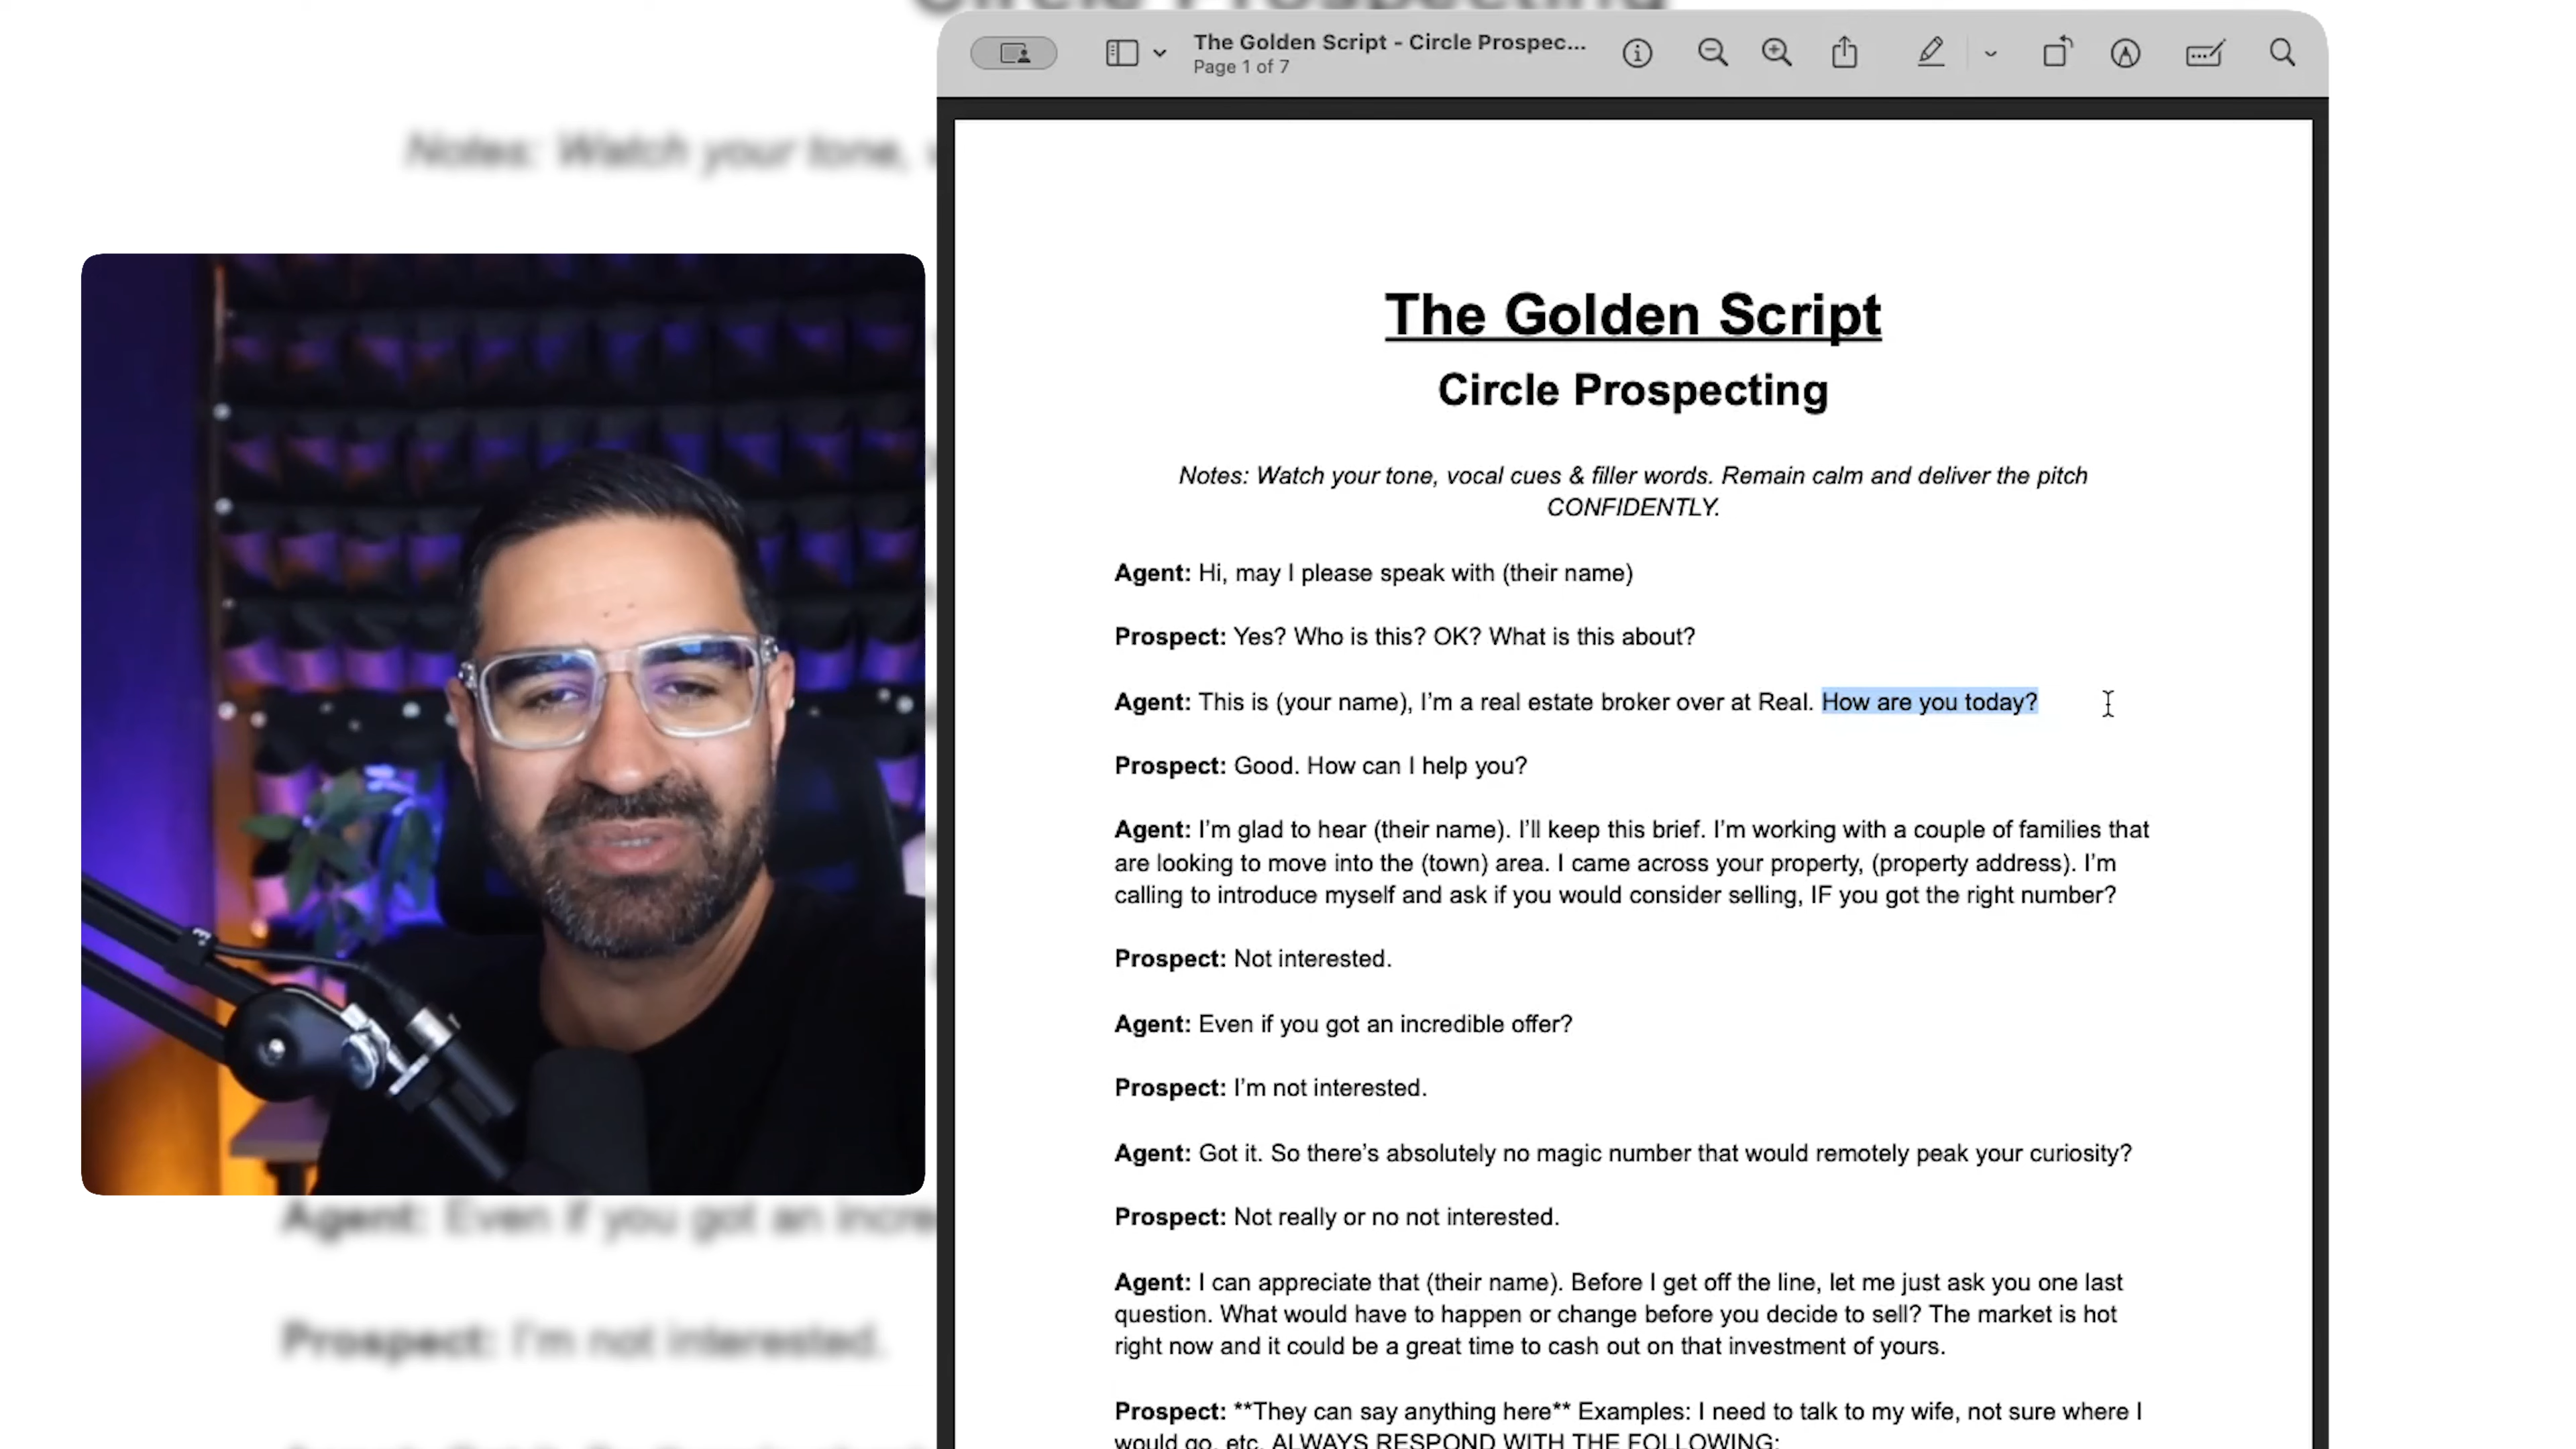 Circle Prospecting
The Golden Script - Circle Prospec...
Page 1 of 7
Notes: Watch your tone,
The Golden Script
Circle Prospecting
Notes: Watch your tone, vocal cues & filler words. Remain calm and deliver the pitch
CONFIDENTLY.
Agent: Hi, may I please speak with (their name)
Prospect: Yes? Who is this? OK? What is this about?
Agent: This is (your name), I'm a real estate broker over at Real. How are you today?
Prospect: Good. How can I help you?
Agent: I'm glad to hear (their name). I'll keep this brief. I'm working with a couple of families that
are looking to move into the (town) area. I came across your property, (property address). I'm
calling to introduce myself and ask if you would consider selling, IF you got the right number?
Prospect: Not interested.
Agent: Even if you got an incredible offer?
Prospect: I'm not interested.
Agent: Got it. So there's absolutely no magic number that would remotely peak your curiosity?
Prospect: Not really or no not interested.
Agent: I can appreciate that (their name). Before I get off the line, let me just ask you one last
question. What would have to happen or change before you decide to sell? The market is hot
right now and it could be a great time to cash out on that investment of yours.
Prospect: **They can say anything here** Examples: I need to talk to my wife, not sure where I
would go, etc. ALWAYS RESPOND WITH THE FOLLOWING:
Agent: Even if you got an incre
Prospect: I'm not interested.